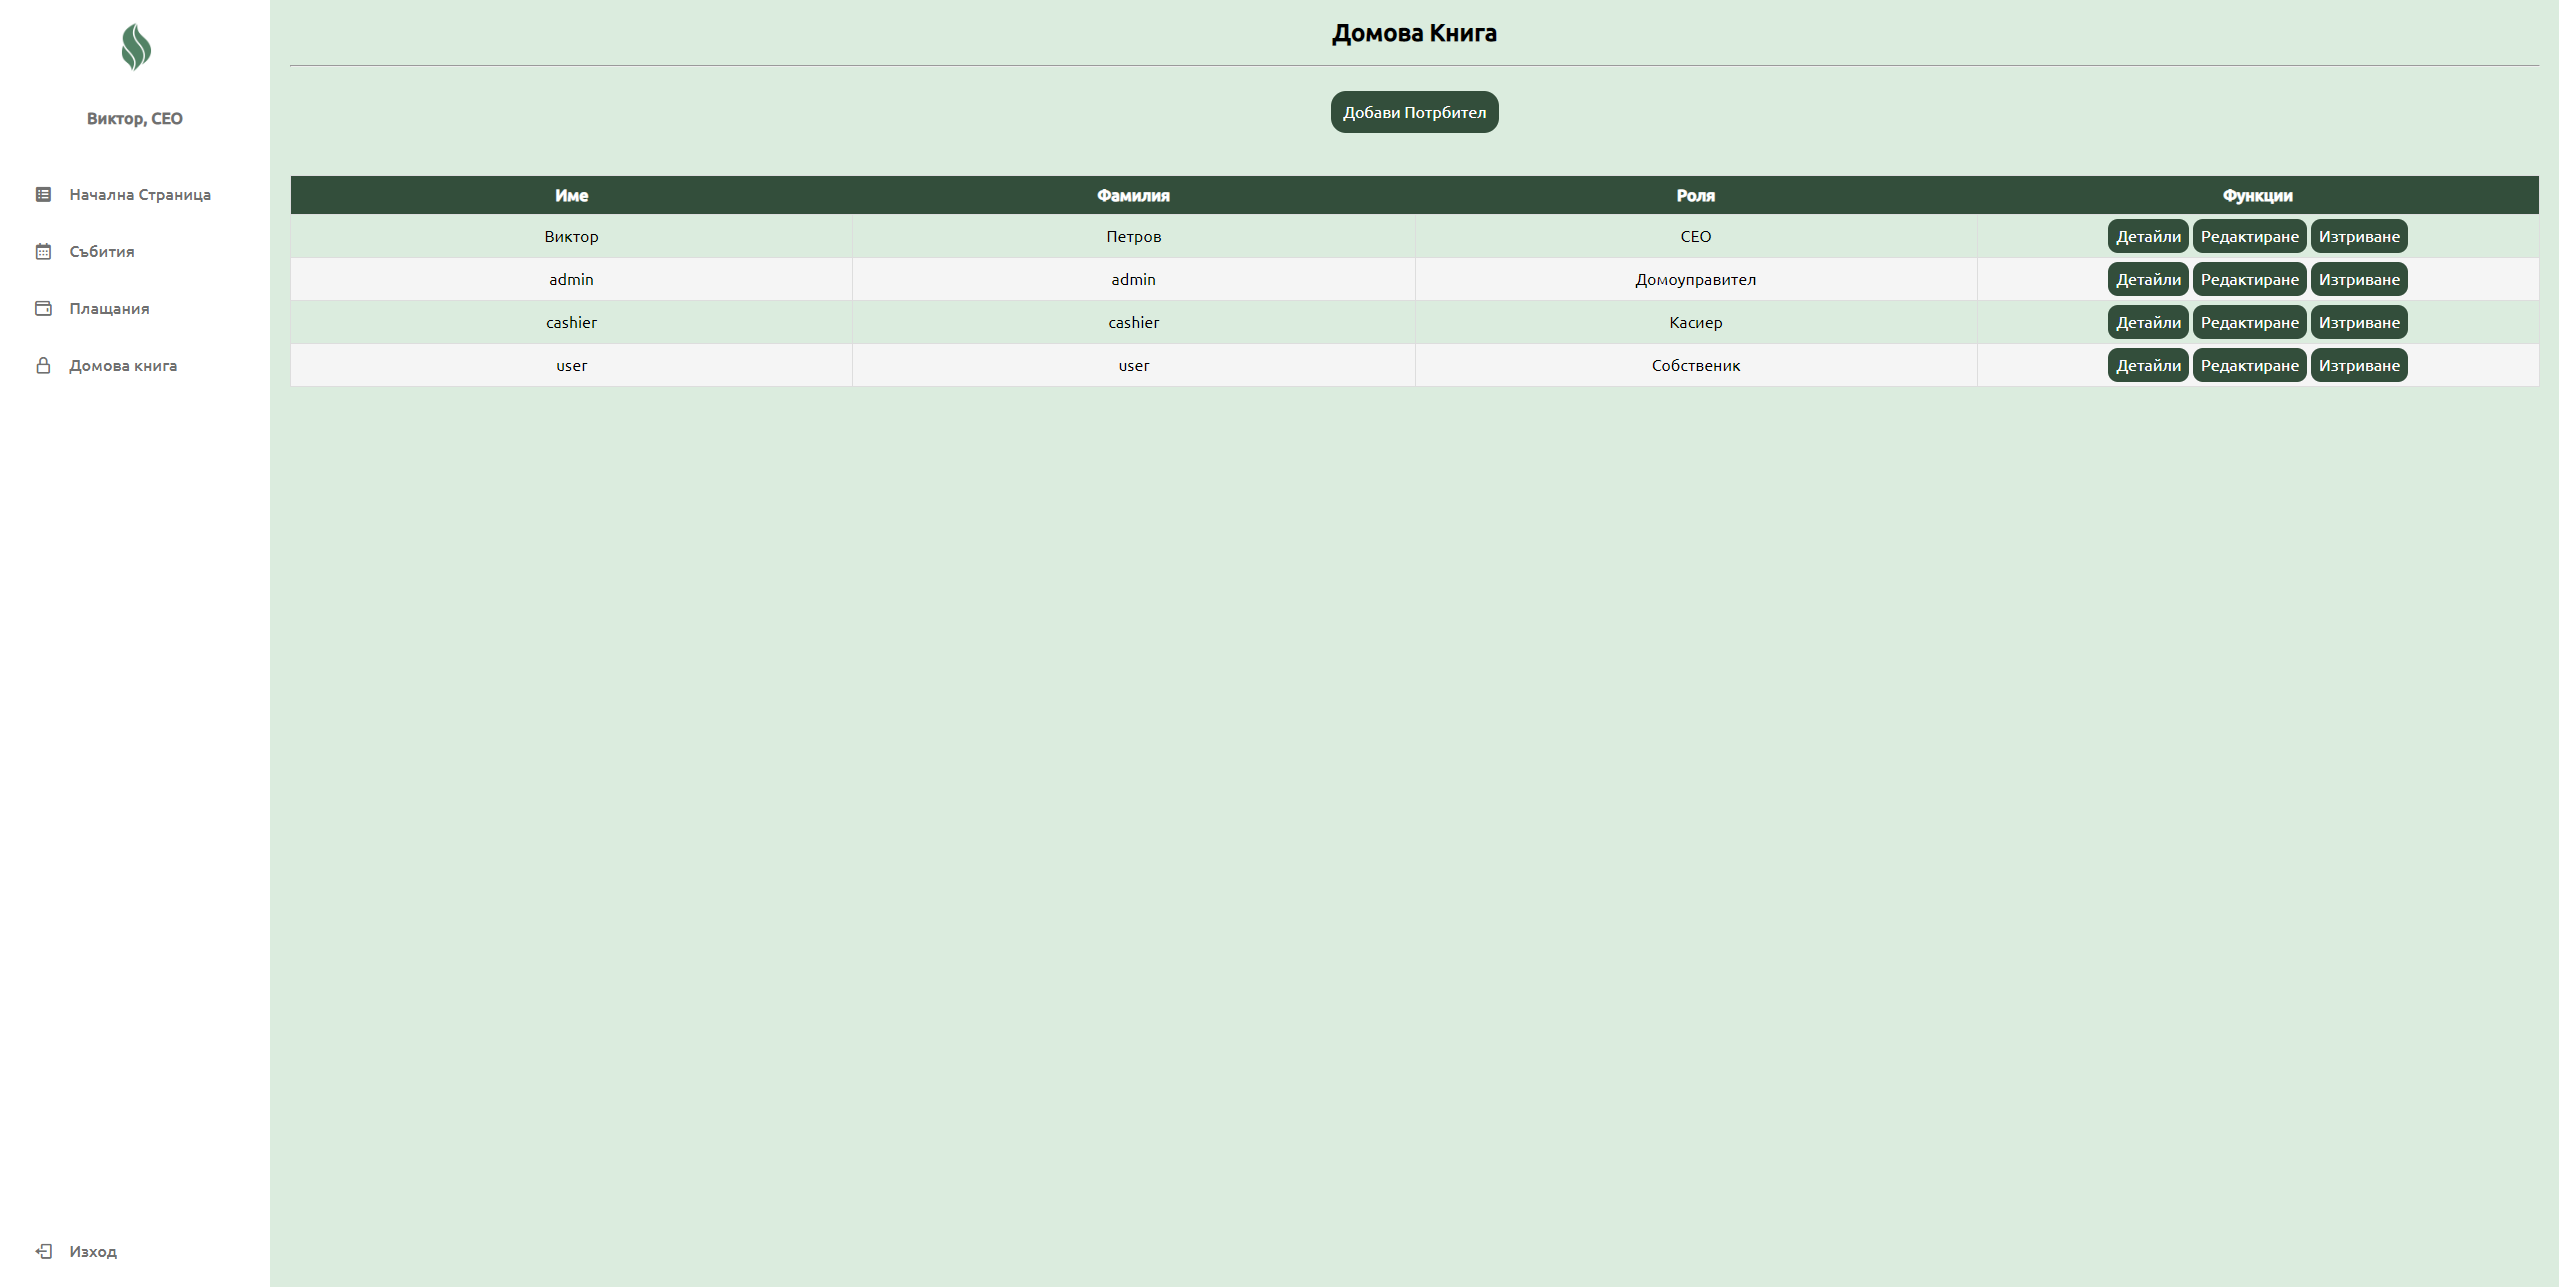 Виктор, CEO
Начална Страница
Събития
Плащания
Домова книга
Изход
Домова Книга
Добави Потрбител
Име Фамилия Роля Функции
Виктор Петров CEO Детайли Редактиране Изтриване
admin admin Домоуправител Детайли Редактиране Изтриване
cashier cashier Касиер Детайли Редактиране Изтриване
user user Собственик Детайли Редактиране Изтриване